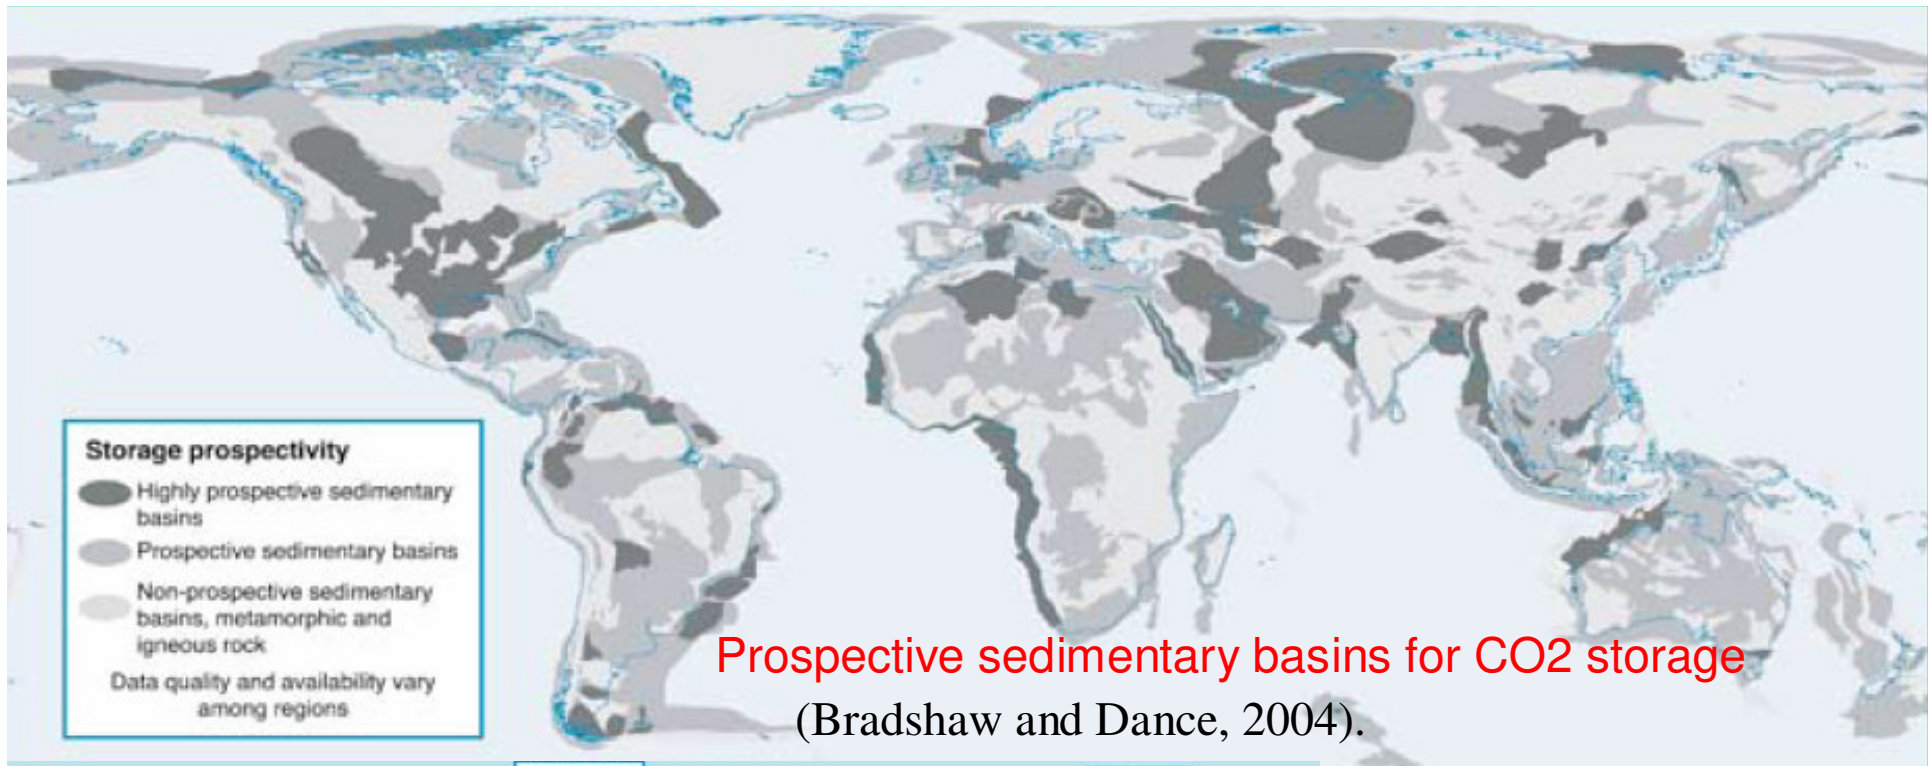 Storage prospectivity
Highly prospective sedimentary
basins
Prospective sedimentary basins
Non-prospective sedimentary
basins, metamorphic and
igneous rock
Data quality and availability vary
among regions
Prospective sedimentary basins for CO2 storage
(Bradshaw and Dance, 2004).